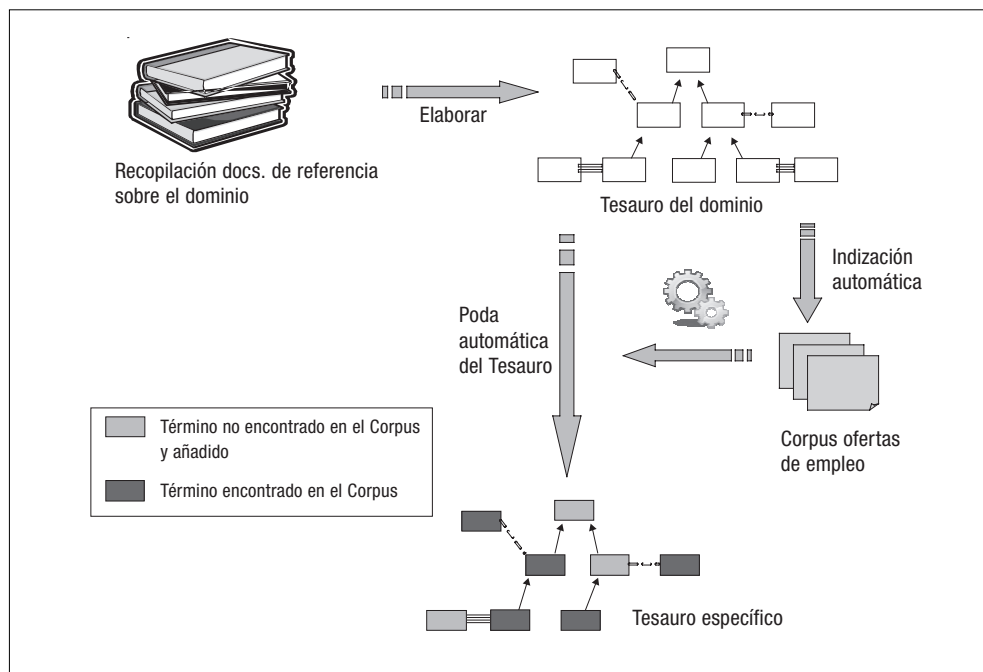 Elaborar
Recopilación docs. de referencia
sobre el dominio
Tesauro del dominio
Indización
automática
Poda
automática
del Tesauro
Término no encontrado en el Corpus
y añadido
Término encontrado en el Corpus
Corpus ofertas
de empleo
Tesauro específico